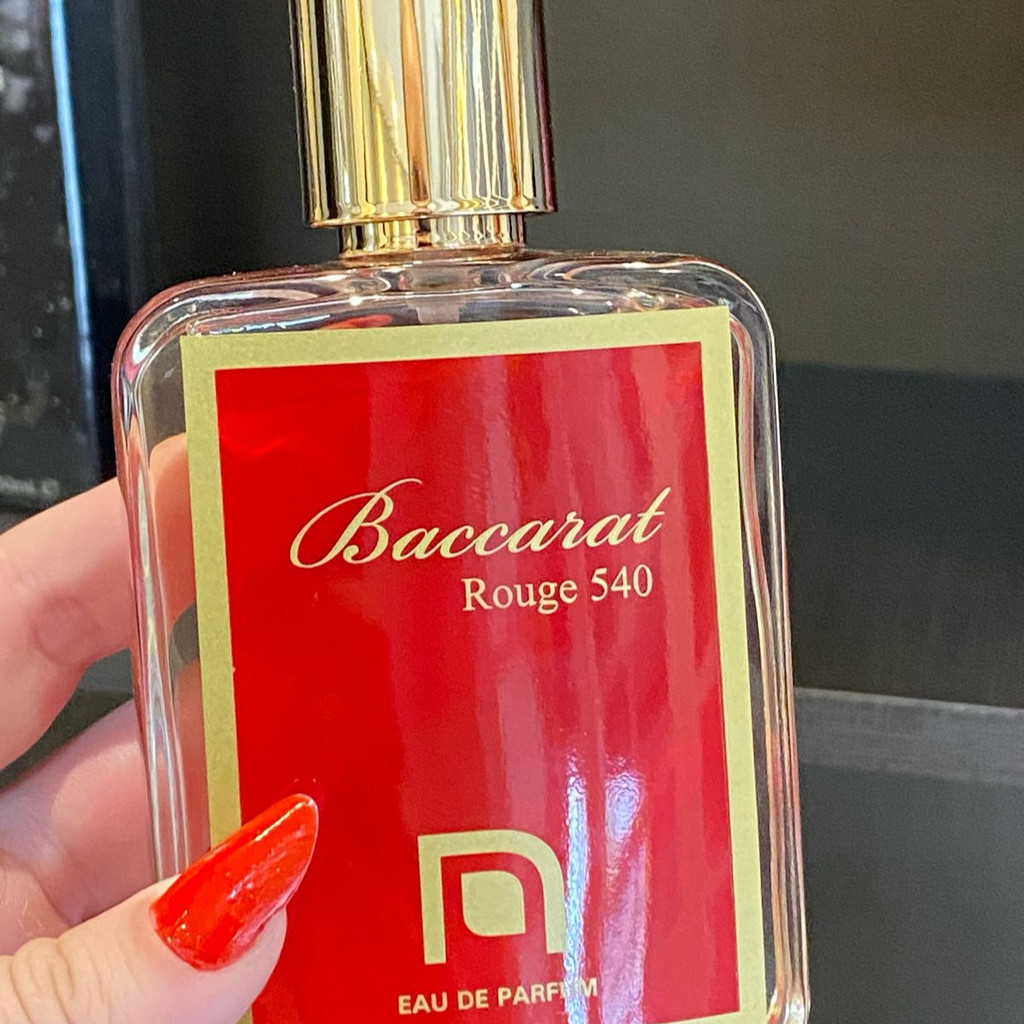 Baccarat
Rouge 540
EAU DE PARFUM